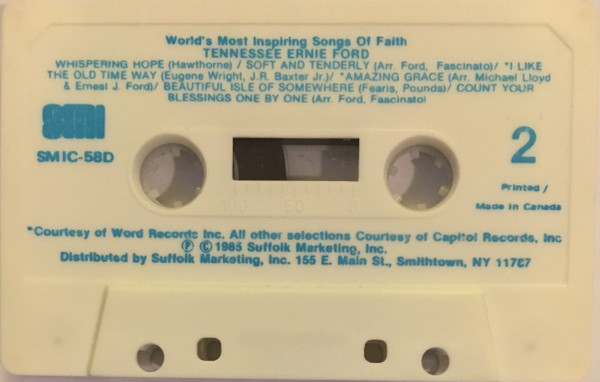 World's Most Inspiring Songs Of Faith
TENNESSEE ERNIE FORD
WHISPERING HOPE (Hawthorne) / SOFT AND TENDERLY (Arr. Ford, Fascinato)/ *I LIKE
THE OLD TIME WAY (Eugene Wright, J.R. Baxter Jr.)/ *AMAZING GRACE (Arr. Michael Lloyd
& Ernest J. Ford)/ BEAUTIFUL ISLE OF SOMEWHERE (Fearis, Pounds)/ COUNT YOUR
BLESSINGS ONE BY ONE (Arr. Ford, Fascinato)
smi
SMIC-58D
2
Printed /
Made In Canada
100 50
*Courtesy of Word Records Inc. All other selections Courtesy of Capitol Records, Inc
Ⓟ ©1985 Suffolk Marketing, Inc.
Distributed by Suffolk Marketing, Inc. 155 E. Main St., Smithtown, NY 11787